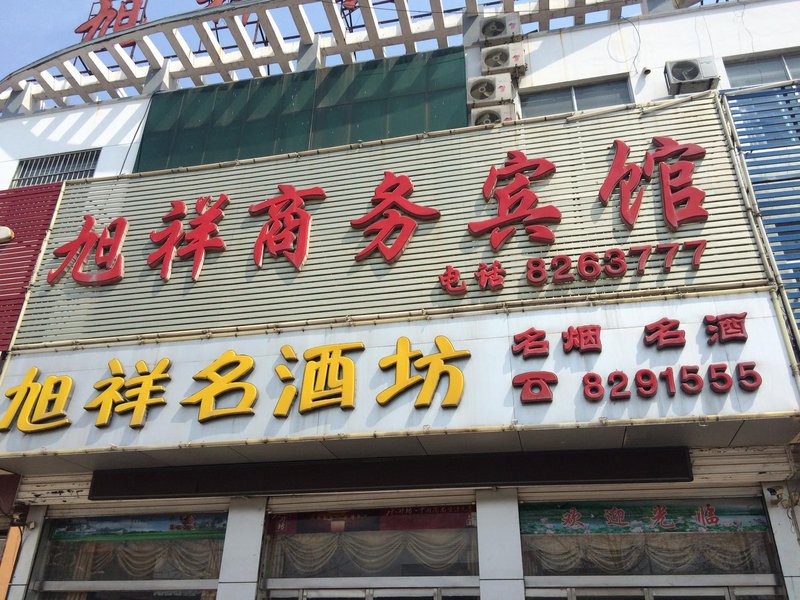 旭祥商务宾馆
电话 8263777
旭祥名酒坊
名烟 名酒
☎ 8291555
欢迎光临